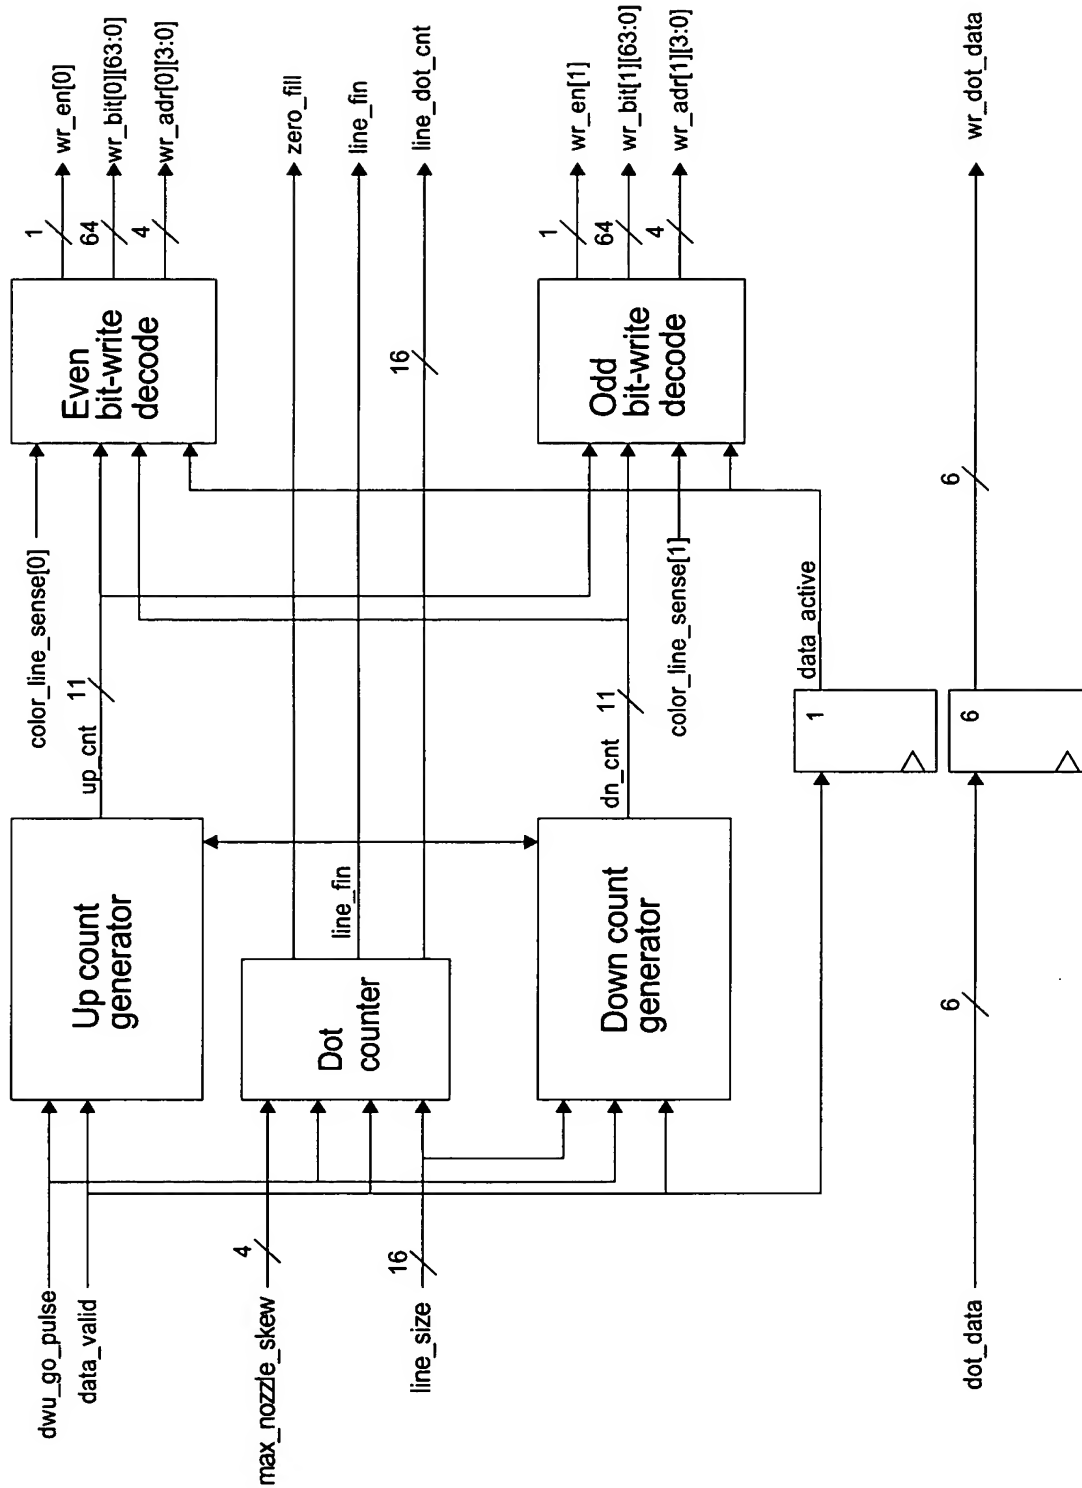 dwu_go_pulse
data_valid
Up count
generator
up_cnt
11
color_line_sense[0]
Even
bit-write
decode
1
wr_en[0]
64
wr_bit[0][63:0]
4
wr_adr[0][3:0]
max_nozzle_skew
4
line_size
16
Dot
counter
line_fin
zero_fill
line_fin
16
line_dot_cnt
Down count
generator
dn_cnt
11
color_line_sense[1]
Odd
bit-write
decode
1
wr_en[1]
64
wr_bit[1][63:0]
4
wr_adr[1][3:0]
1
data_active
dot_data
6
6
6
wr_dot_data